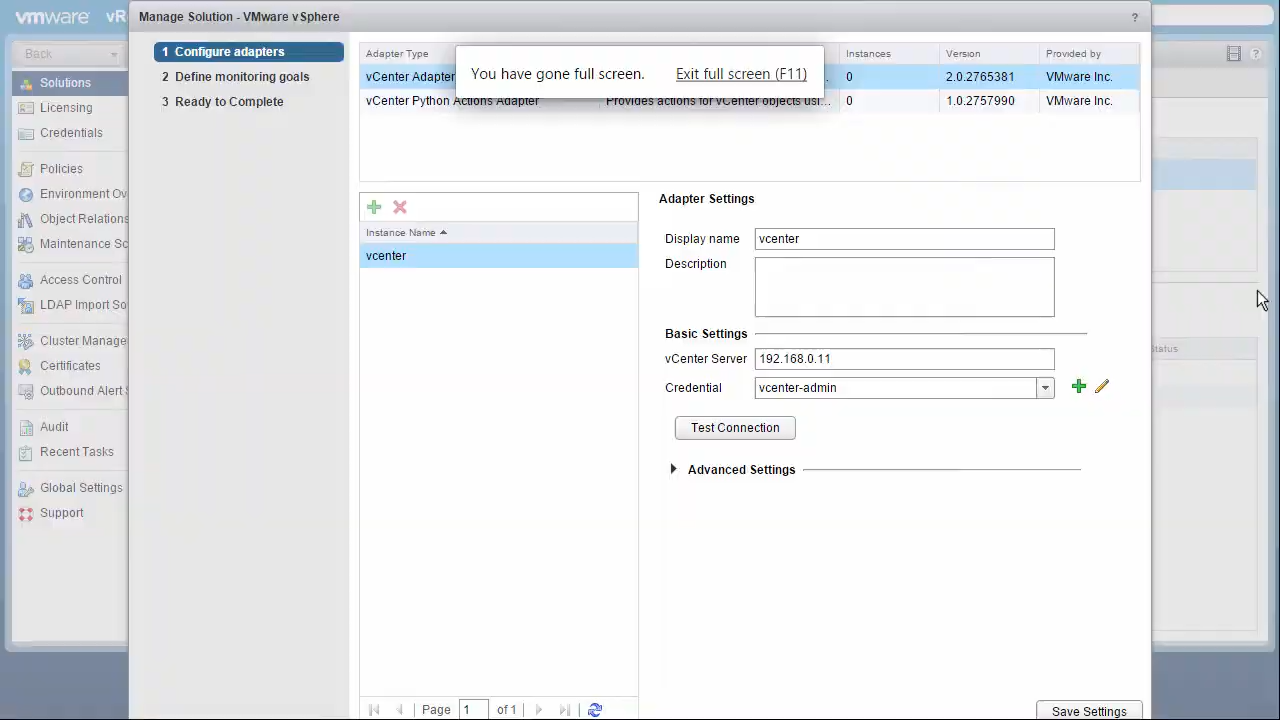 vmware
vR
Manage Solution - VMware vSphere
?
Back
?
Solutions
Licensing
Credentials
Policies
Environment Ov
Object Relations
Maintenance Sc
Access Control
LDAP Import So
Cluster Manage
Certificates
Outbound Alert S
Audit
Recent Tasks
Global Settings
Support
1 Configure adapters
2 Define monitoring goals
3 Ready to Complete
Adapter Type Instances Version Provided by
You have gone full screen. Exit full screen (F11)
vCenter Adapter 0 2.0.2765381 VMware Inc.
vCenter Python Actions Adapter Provides actions for vCenter objects usi... 0 1.0.2757990 VMware Inc.
Instance Name
vcenter
Adapter Settings
Display name vcenter
Description
Basic Settings
vCenter Server 192.168.0.11
Credential vcenter-admin
Test Connection
Advanced Settings
Status
Page 1 of 1
Save Settings